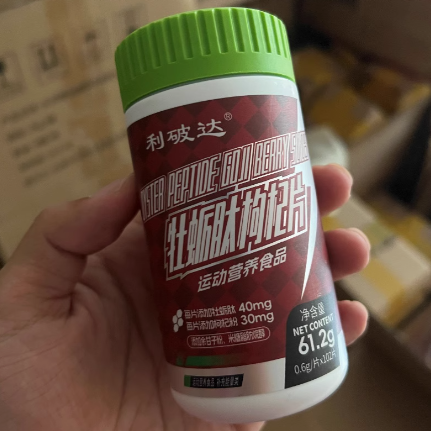 利破达®
OYSTER PEPTIDE GOJI BERRY
牡蛎肽枸杞片
运动营养食品
每片添加牡蛎肽 40mg
每片添加枸杞粉 30mg
净含量
NET CONTENT
61.2g
0.6g/片x102片